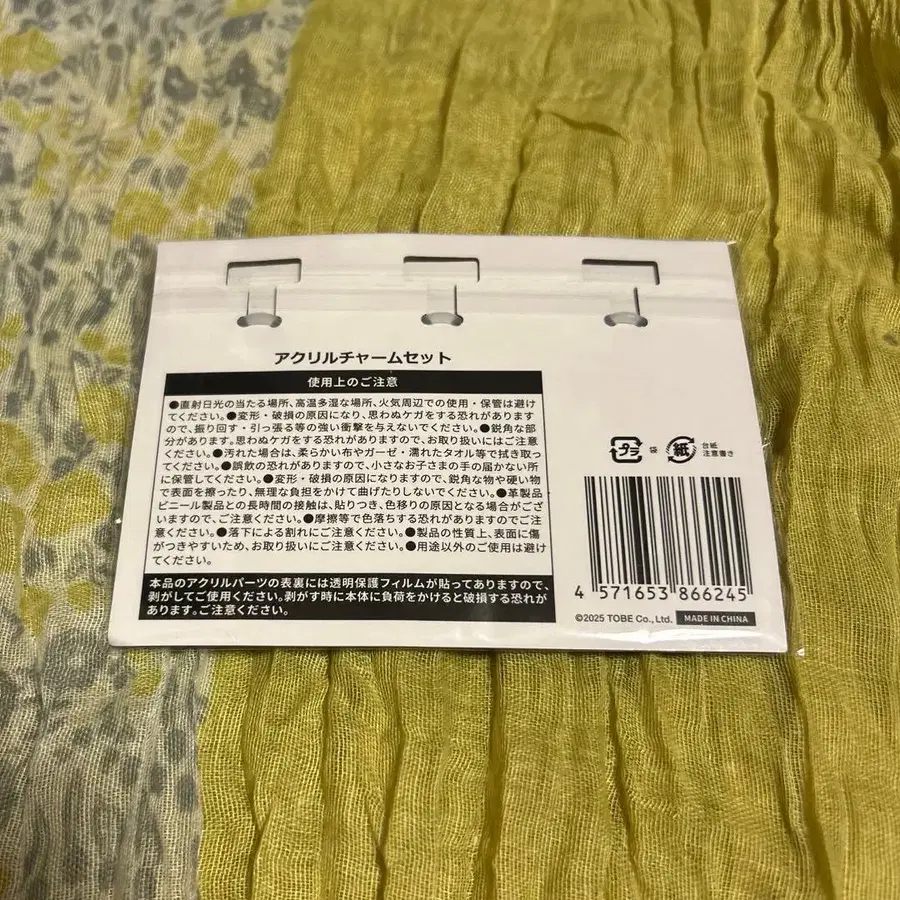 アクリルチャームセット
使用上のご注意
●直射日光の当たる場所、高温多湿な場所、火気周辺での使用・保管は避け
てください。●変形・破損の原因になり、思わぬケガをする恐れがあります
ので、振り回す・引っ張る等の強い衝撃を与えないでください。●鋭角な部
分があります。思わぬケガをする恐れがありますので、お取り扱いにはご注意
ください。●汚れた場合は、柔らかい布やガーゼ・濡れたタオル等で拭き取っ
てください。●誤飲の恐れがありますので、小さなお子さまの手の届かない所
に保管してください。●変形・破損の原因になりますので、鋭角な物や硬い物
で表面を擦ったり、無理な負担をかけて曲げたりしないでください。●革製品
ビニール製品との長時間の接触は、貼りつき、色移りの原因となる場合がござ
いますので、ご注意ください。●摩擦等で色落ちする恐れがありますのでご注
意ください。●落下による割れにご注意ください。●製品の性質上、表面に傷
がつきやすいため、お取り扱いにご注意ください。●用途以外のご使用は避け
てください。
本品のアクリルパーツの表裏には透明保護フィルムが貼ってありますので、
剥がしてご使用ください。剥がす時に本体に負荷をかけると破損する恐れが
あります。ご注意ください。
プラ 袋 紙 台紙
注意書き
4 571653 866245
©2025 TOBE Co., Ltd. MADE IN CHINA